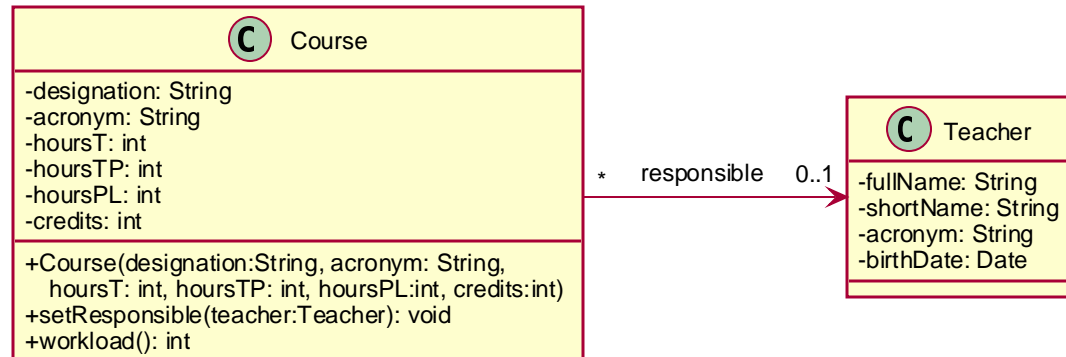 C Course
-designation: String
-acronym: String
-hoursT: int
-hoursTP: int
-hoursPL: int
-credits: int
+Course(designation:String, acronym: String,
hoursT: int, hoursTP: int, hoursPL:int, credits:int)
+setResponsible(teacher:Teacher): void
+workload(): int
* responsible 0..1
C Teacher
-fullName: String
-shortName: String
-acronym: String
-birthDate: Date